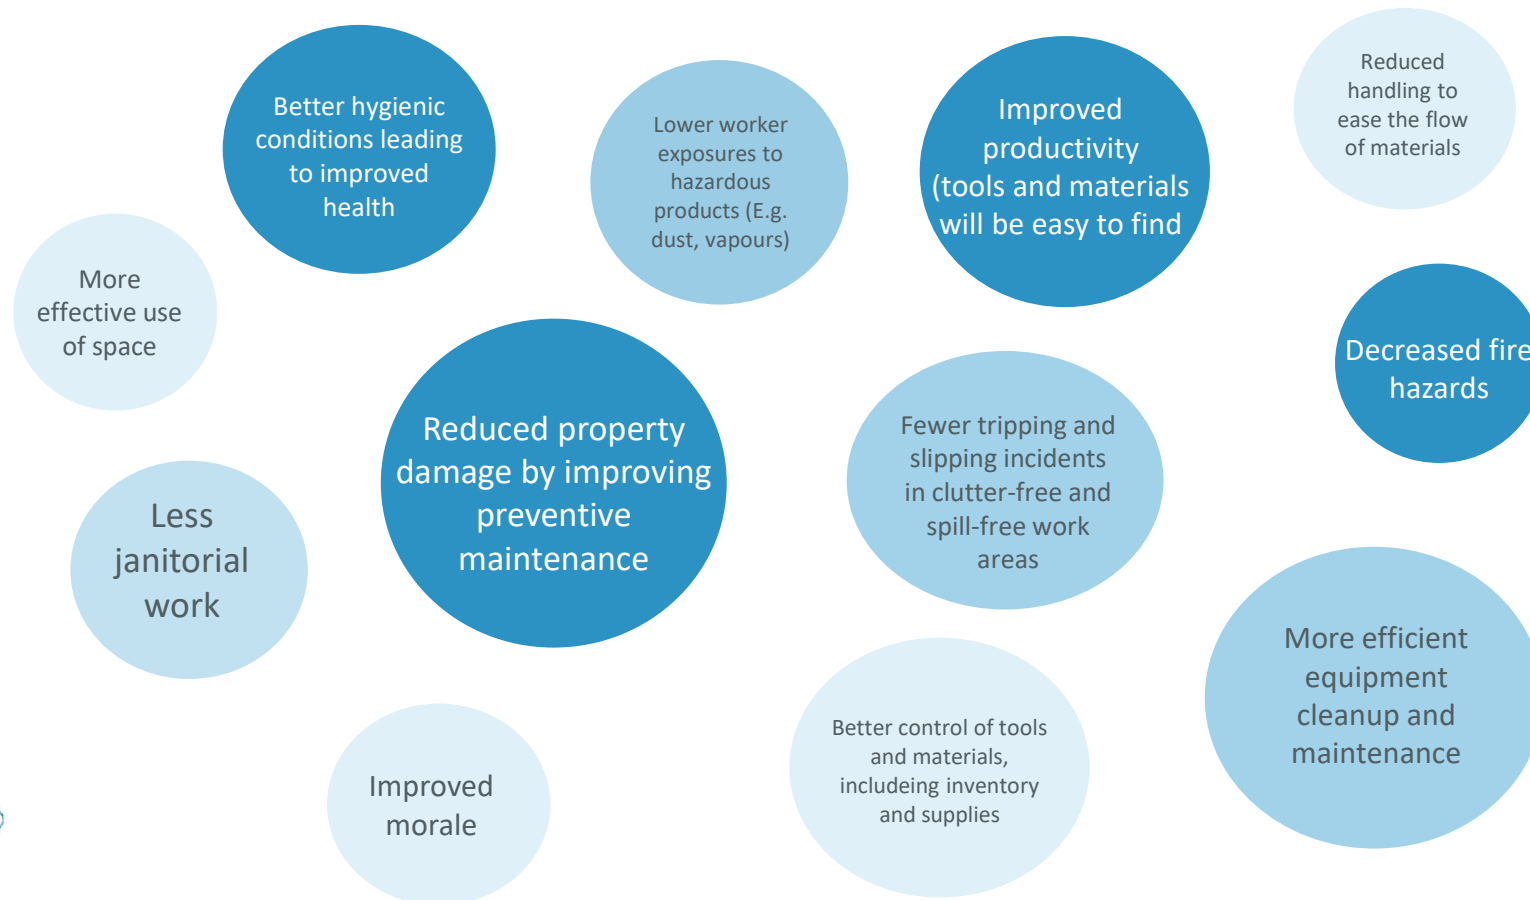 Better hygienic
conditions leading
to improved
health
Lower worker
exposures to
hazardous
products (E.g.
dust, vapours)
Improved
productivity
(tools and materials
will be easy to find
Reduced
handling to
ease the flow
of materials
More
effective use
of space
Reduced property
damage by improving
preventive
maintenance
Fewer tripping and
slipping incidents
in clutter-free and
spill-free work
areas
Decreased fire
hazards
Less
janitorial
work
More efficient
equipment
cleanup and
maintenance
Improved
morale
Better control of tools
and materials,
includeing inventory
and supplies